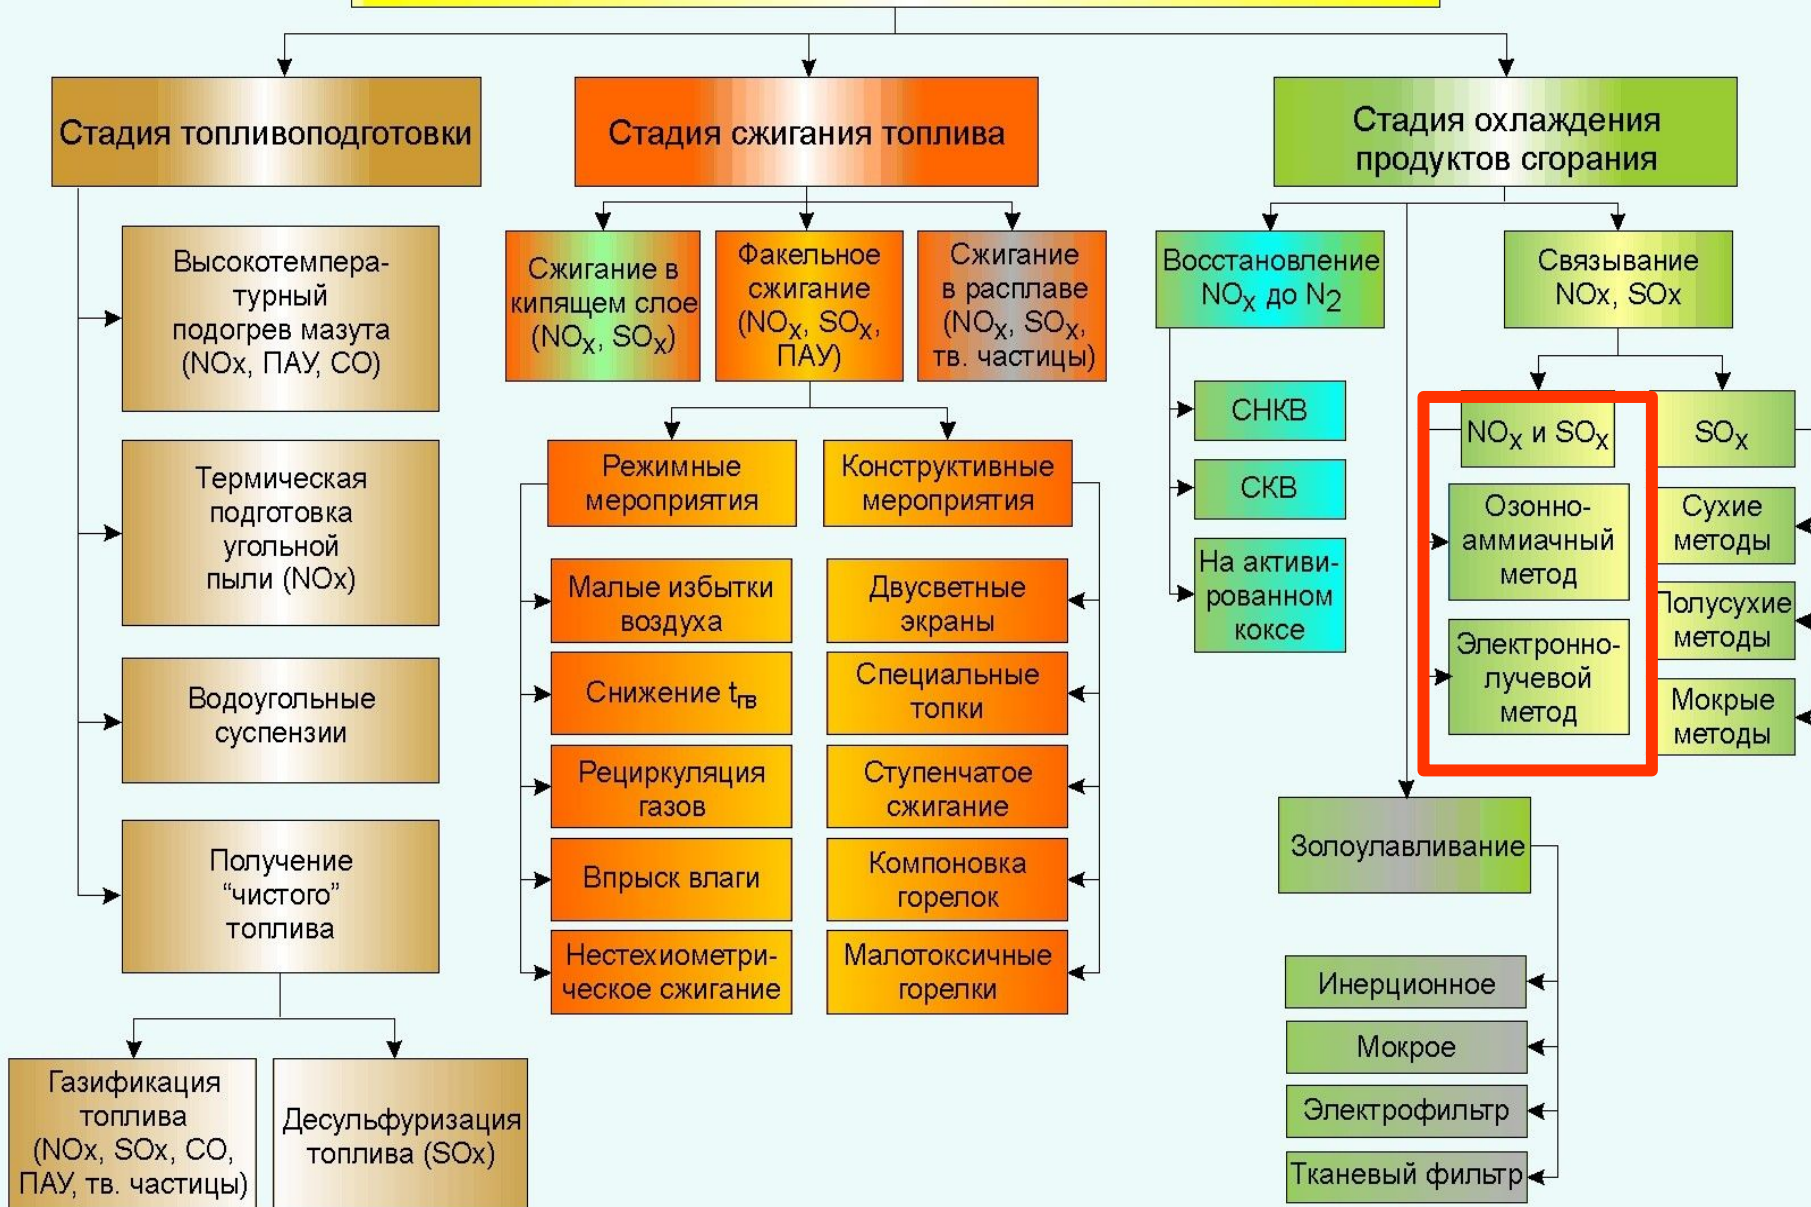 Стадия топливоподготовки
Высокотемпера-
турный
подогрев мазута
(NOx, ПАУ, СО)
Термическая
подготовка
угольной
пыли (NOx)
Водоугольные
суспензии
Получение
“чистого”
топлива
Газификация
топлива
(NOx, SOx, СО,
ПАУ, тв. частицы)
Десульфуризация
топлива (SOx)
Стадия сжигания топлива
Сжигание в
кипящем слое
(NOX, SOX)
Факельное
сжигание
(NOX, SOX,
ПАУ)
Сжигание
в расплаве
(NOX, SOX,
тв. частицы)
Режимные
мероприятия
Малые избытки
воздуха
Снижение tгв
Рециркуляция
газов
Впрыск влаги
Нестехиометри-
ческое сжигание
Конструктивные
мероприятия
Двусветные
экраны
Специальные
топки
Ступенчатое
сжигание
Компоновка
горелок
Малотоксичные
горелки
Стадия охлаждения
продуктов сгорания
Восстановление
NOX до N2
СНКВ
СКВ
На активи-
рованном
коксе
Связывание
NOx, SOx
NOX и SOX
Озонно-
аммиачный
метод
Электронно-
лучевой
метод
SOX
Сухие
методы
Полусухие
методы
Мокрые
методы
Золоулавливание
Инерционное
Мокрое
Электрофильтр
Тканевый фильтр